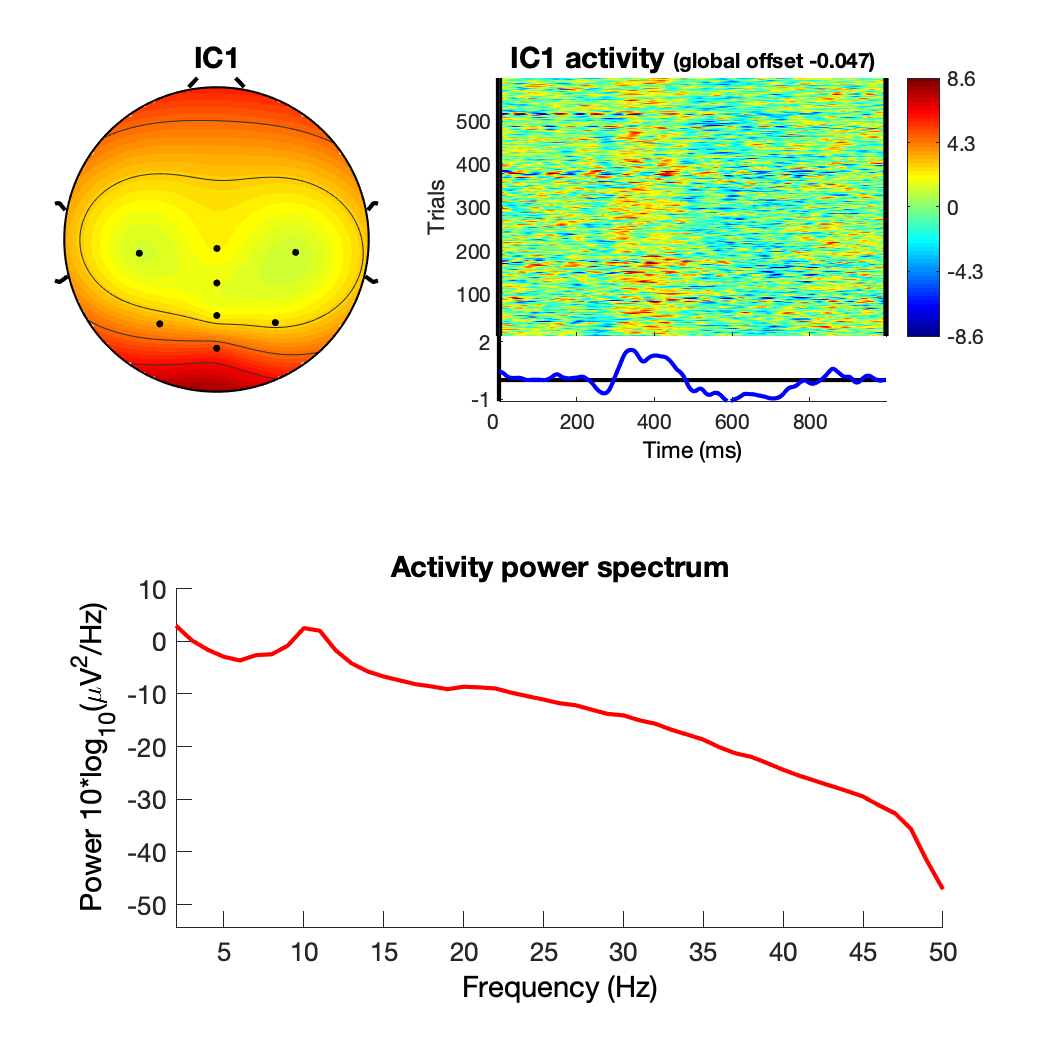 IC1
IC1 activity (global offset -0.047)
Trials
500
400
300
200
100
8.6
4.3
0
-4.3
-8.6
2
-1
0 200 400 600 800
Time (ms)
Activity power spectrum
Power 10*log10(μV2/Hz)
10
0
-10
-20
-30
-40
-50
5 10 15 20 25 30 35 40 45 50
Frequency (Hz)